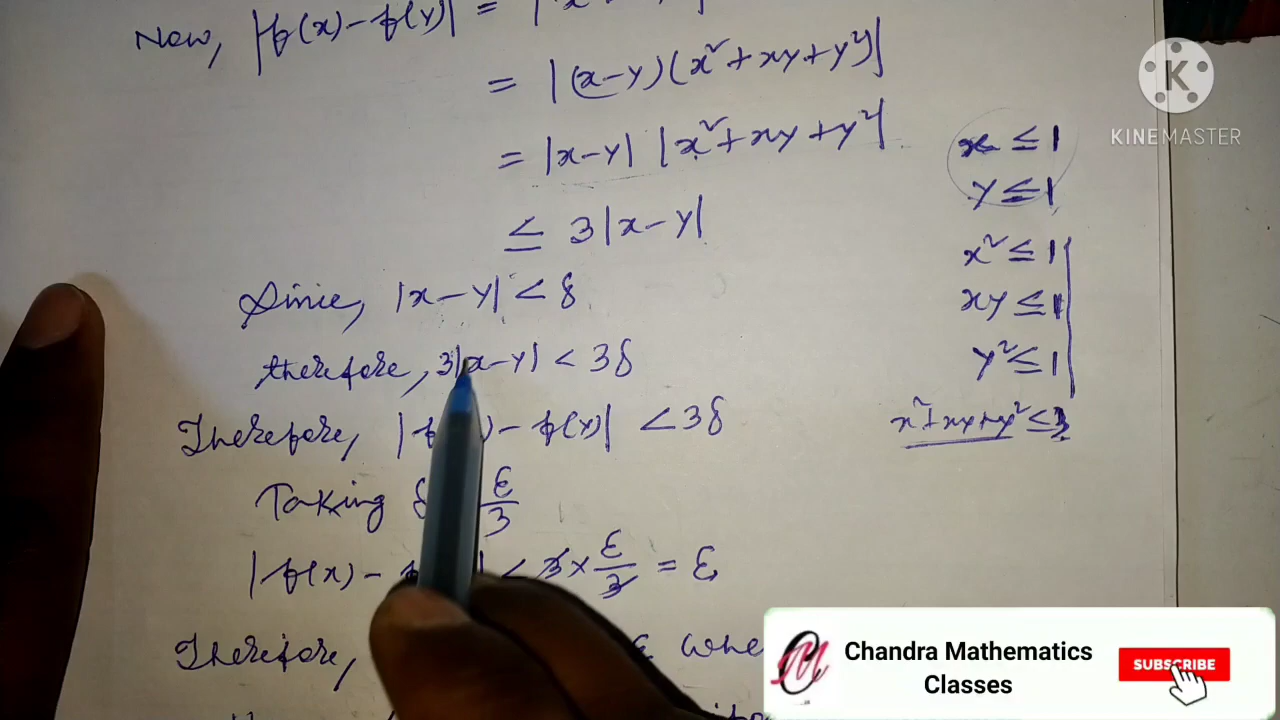 Now, |f(x)-f(y)| = |x
= |(x-y)(x²+xy+y²)|
= |x-y| |x²+xy+y²|
≤ 3|x-y|
Since, |x-y| < δ
therefore, 3|x-y| < 3δ
Therefore, |f( )-f(y)| < 3δ
Taking δ ε/3
|f(x)- | < 3×ε/3 = ε
Therefore, ε
x ≤ 1
y ≤ 1
x² ≤ 1
xy ≤ 1
y² ≤ 1
x²+xy+y² ≤ 3
K
KINEMASTER
Chandra Mathematics
Classes
SUBSCRIBE